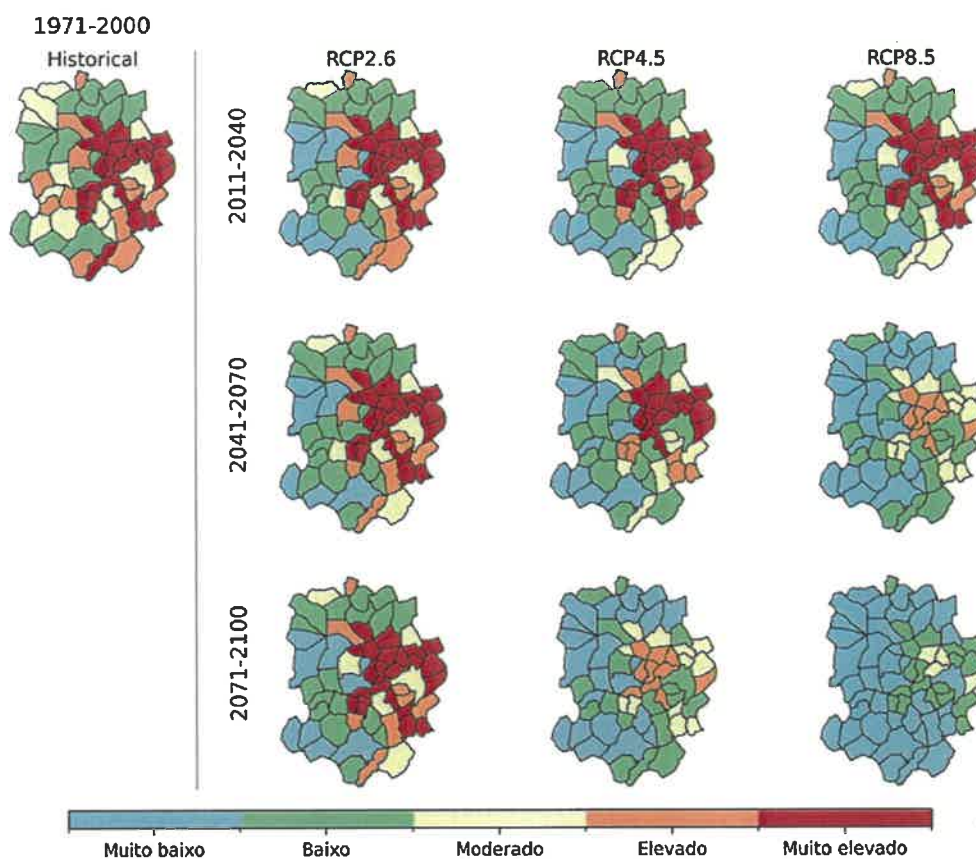 1971-2000
Historical
RCP2.6
RCP4.5
RCP8.5
2011-2040
2041-2070
2071-2100
Muito baixo
Baixo
Moderado
Elevado
Muito elevado